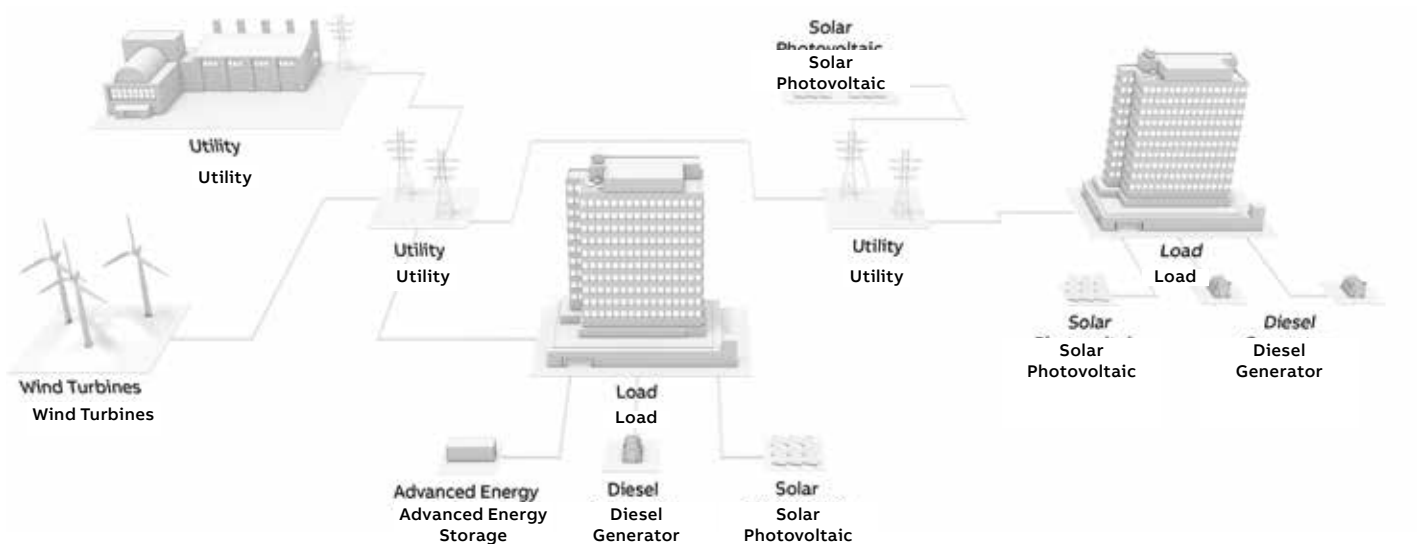 Solar
Photovoltaic
Solar
Photovoltaic
Utility
Utility
Utility
Utility
Utility
Utility
Load
Load
Solar
Solar
Photovoltaic
Diesel
Diesel
Generator
Wind Turbines
Wind Turbines
Load
Load
Advanced Energy
Advanced Energy
Storage
Diesel
Diesel
Generator
Solar
Solar
Photovoltaic